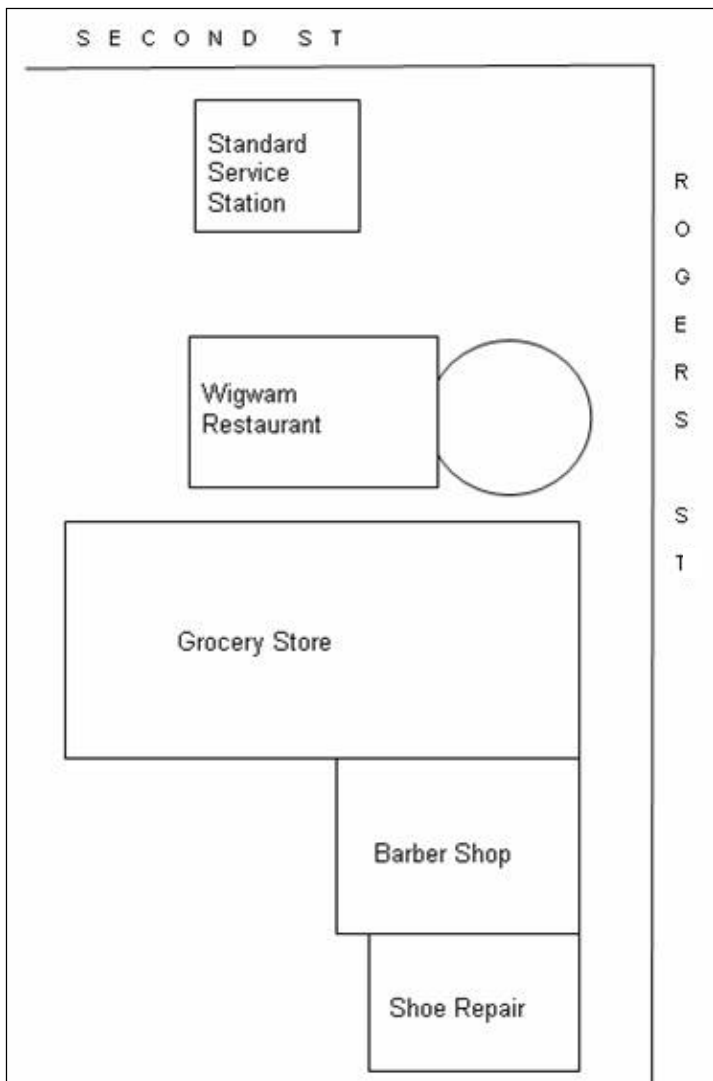 SECOND ST
Standard
Service
Station
ROGERS ST
Wigwam
Restaurant
Grocery Store
Barber Shop
Shoe Repair